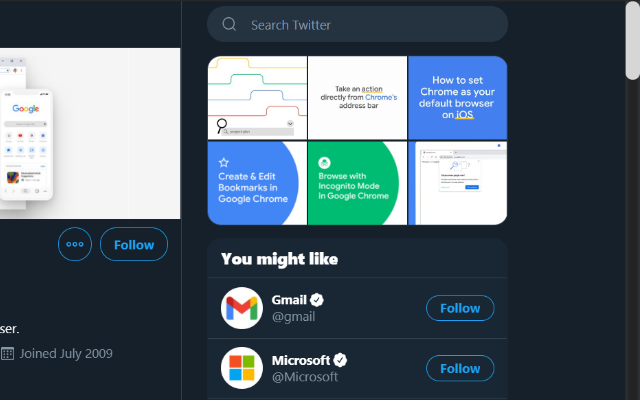 Search Twitter
Google
Take an action
directly from Chrome's
address bar
How to set
Chrome as your
default browser
on iOS
Create & Edit
Bookmarks in
Google Chrome
Browse with
Incognito Mode
in Google Chrome
Follow
ser.
Joined July 2009
You might like
Gmail
@gmail
Follow
Microsoft
@Microsoft
Follow